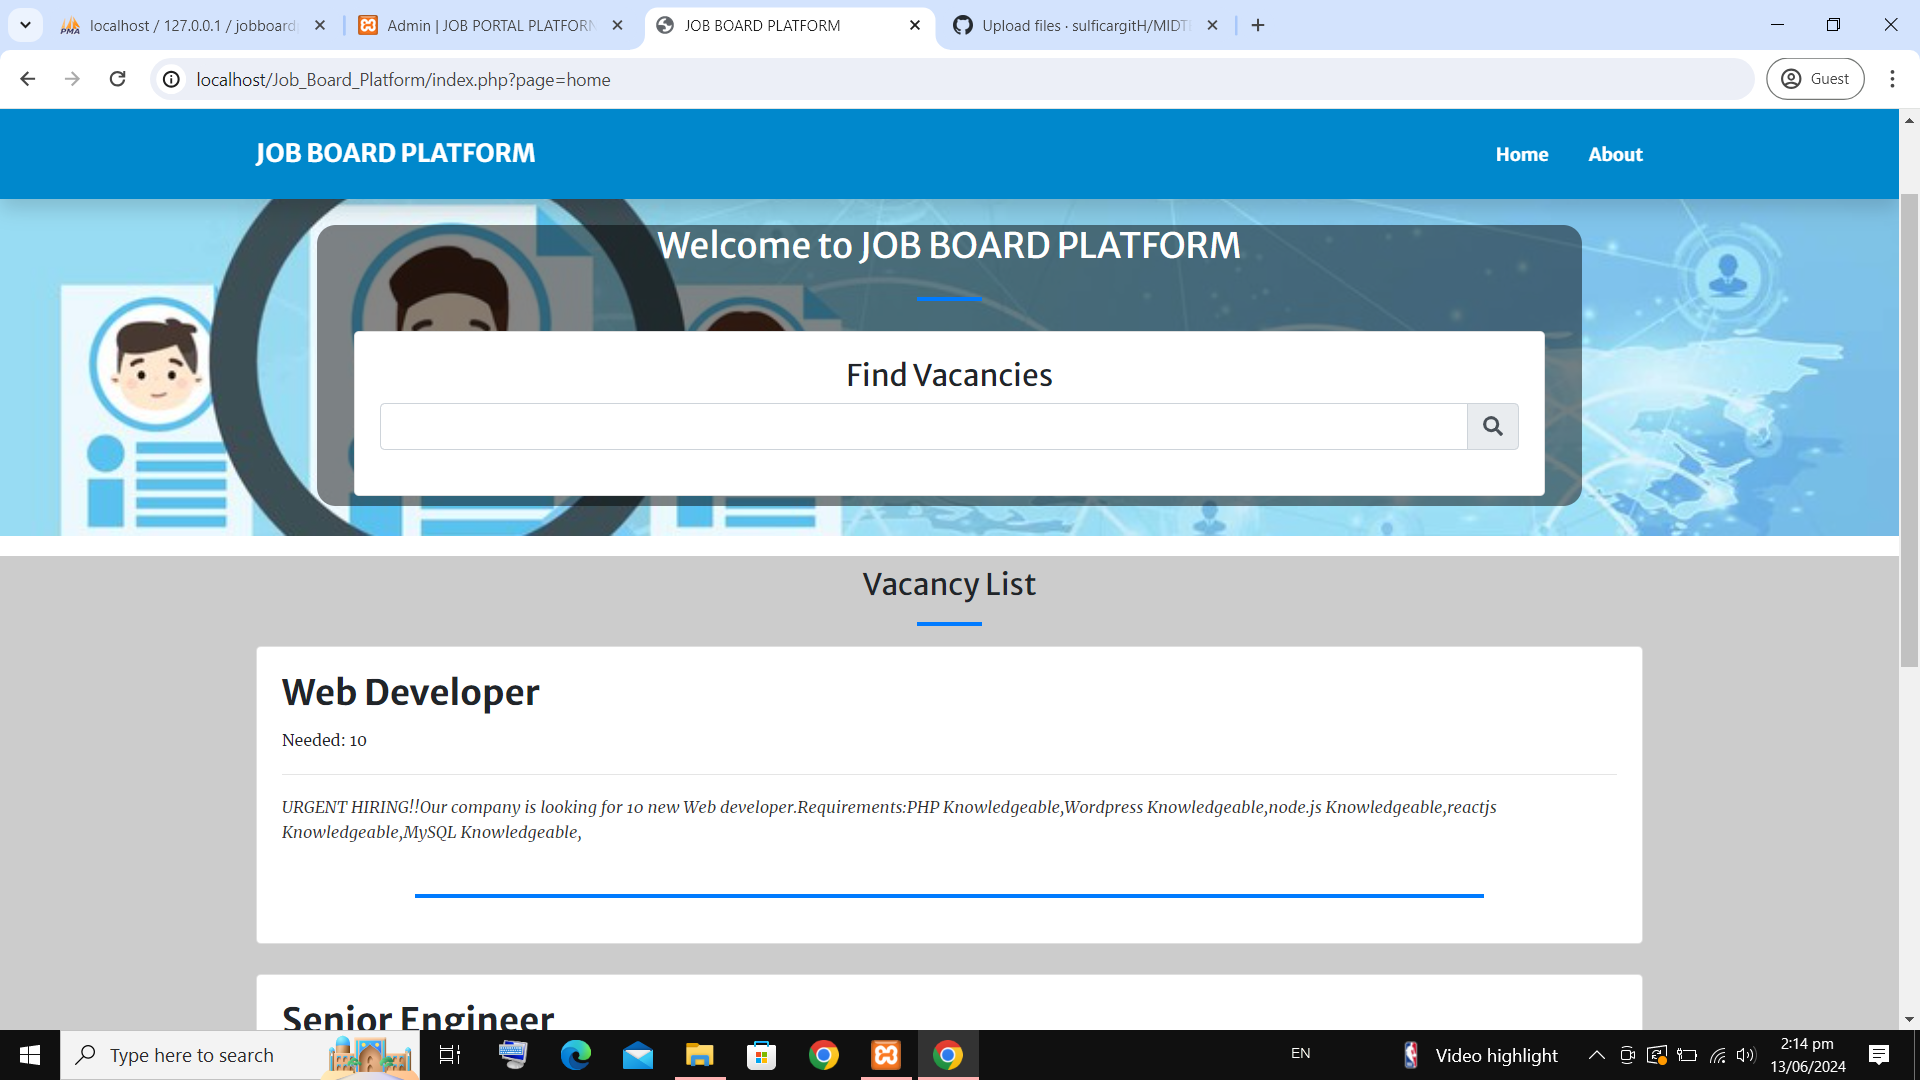 localhost / 127.0.0.1 / jobboard
Admin | JOB PORTAL PLATFORM
JOB BOARD PLATFORM
Upload files · sulficargitH/MIDT
localhost/Job_Board_Platform/index.php?page=home
Guest
JOB BOARD PLATFORM
Home
About
Welcome to JOB BOARD PLATFORM
Find Vacancies
Vacancy List
Web Developer
Needed: 10
URGENT HIRING!!Our company is looking for 10 new Web developer.Requirements:PHP Knowledgeable,Wordpress Knowledgeable,node.js Knowledgeable,reactjs
Knowledgeable,MySQL Knowledgeable,
Senior Engineer
Type here to search
EN
Video highlight
2:14 pm
13/06/2024